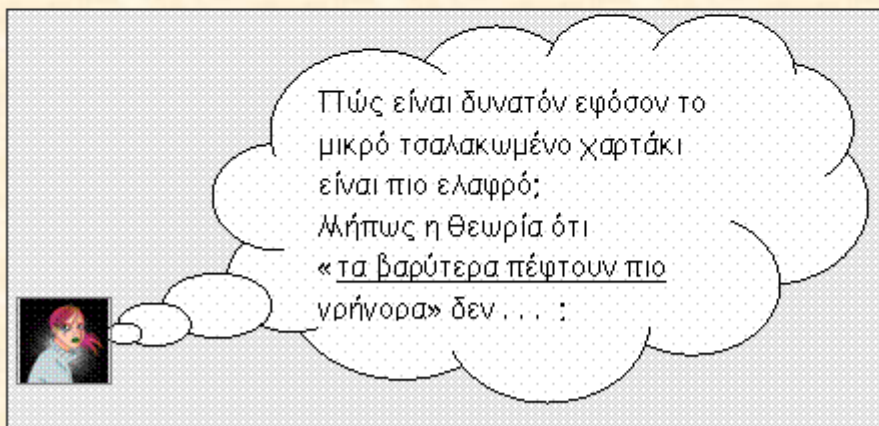 Πώς είναι δυνατόν εφόσον το
μικρό τσαλακωμένο χαρτάκι
είναι πιο ελαφρό;
Μήπως η θεωρία ότι
«τα βαρύτερα πέφτουν πιο
γρήγορα» δεν . . . ;